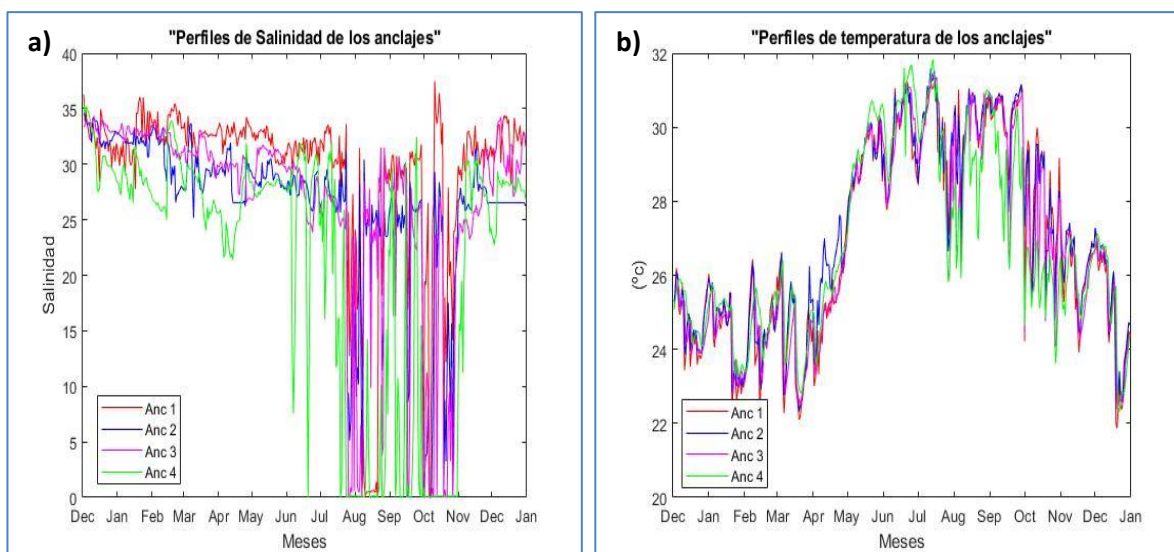 a)
"Perfiles de Salinidad de los anclajes"
40
35
30
25
20
15
10
5
0
Salinidad
Anc 1
Anc 2
Anc 3
Anc 4
Dec Jan Feb Mar Apr May Jun Jul Aug Sep Oct Nov Dec Jan
Meses
b)
"Perfiles de temperatura de los anclajes"
32
30
28
26
24
22
20
(°c)
Anc 1
Anc 2
Anc 3
Anc 4
Dec Jan Feb Mar Apr May Jun Jul Aug Sep Oct Nov Dec Jan
Meses